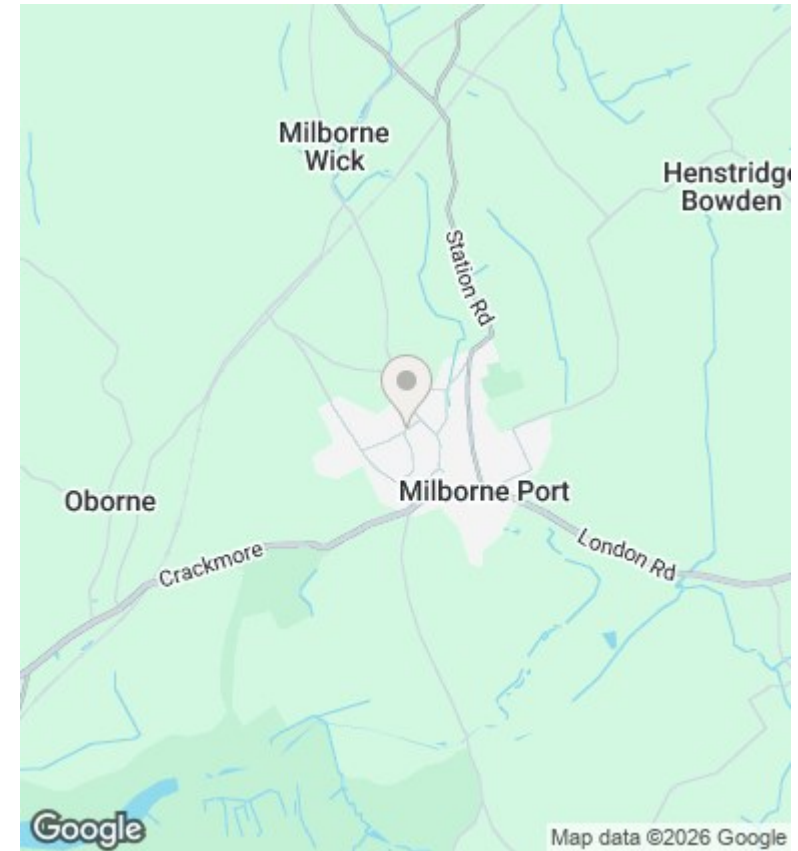 Milborne
Wick
Henstridge
Bowden
Station Rd
Oborne
Milborne Port
Crackmore
London Rd
Google
Map data ©2026 Google